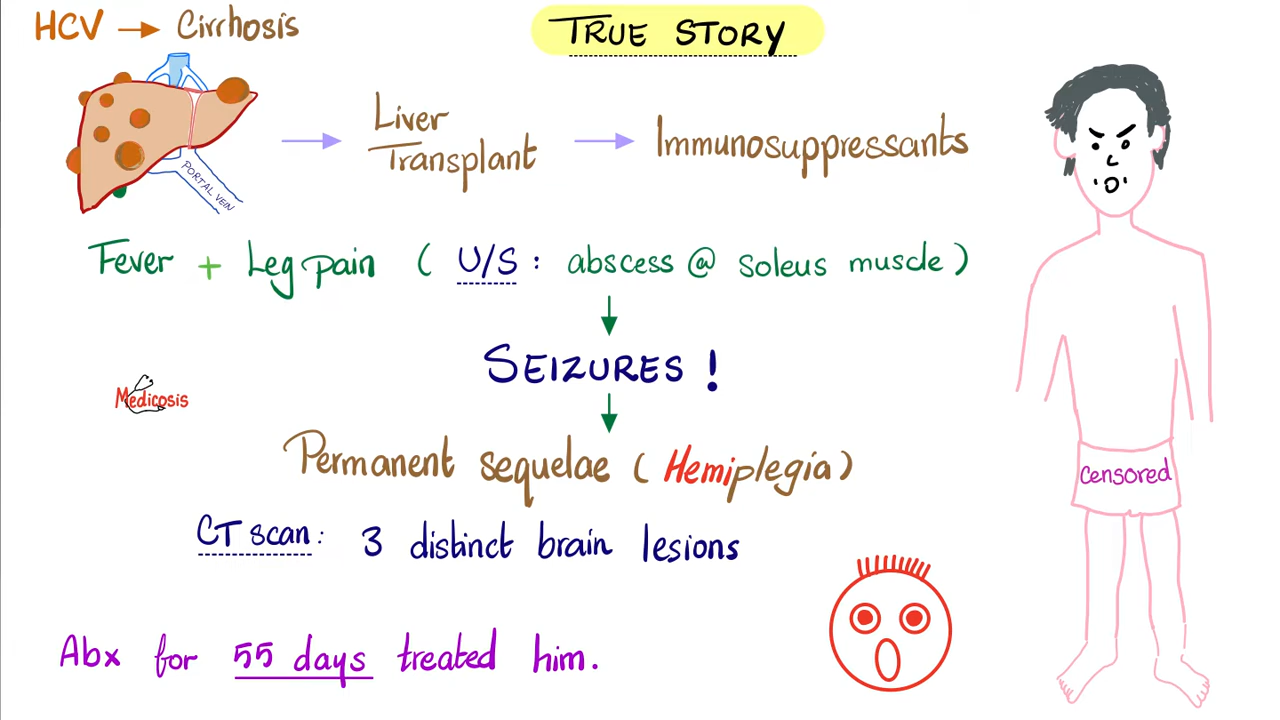 HCV → Cirrhosis
TRUE STORY
PORTAL VEIN
Liver
Transplant
→ Immunosuppressants
Fever + Leg pain ( U/S : abscess @ soleus muscle )
SEIZURES !
Medicosis
Permanent sequelae ( Hemiplegia )
Censored
CT scan: 3 distinct brain lesions
Abx for 55 days treated him.